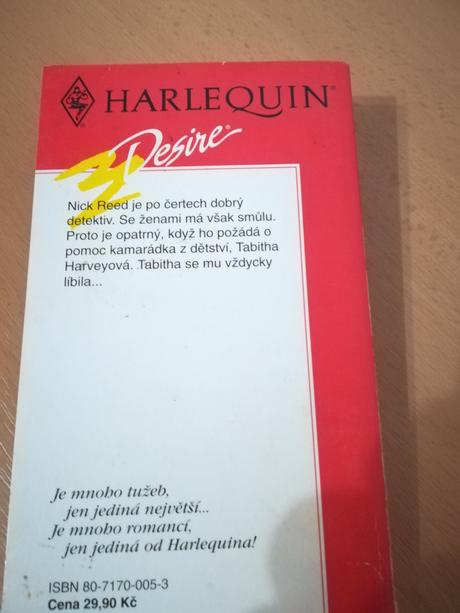 HARLEQUIN®
Desire®
Nick Reed je po čertech dobrý
detektiv. Se ženami má však smůlu.
Proto je opatrný, když ho požádá o
pomoc kamarádka z dětství, Tabitha
Harveyová. Tabitha se mu vždycky
líbila...
Je mnoho tužeb,
jen jediná největší...
Je mnoho romancí,
jen jediná od Harlequina!
ISBN 80-7170-005-3
Cena 29,90 Kč